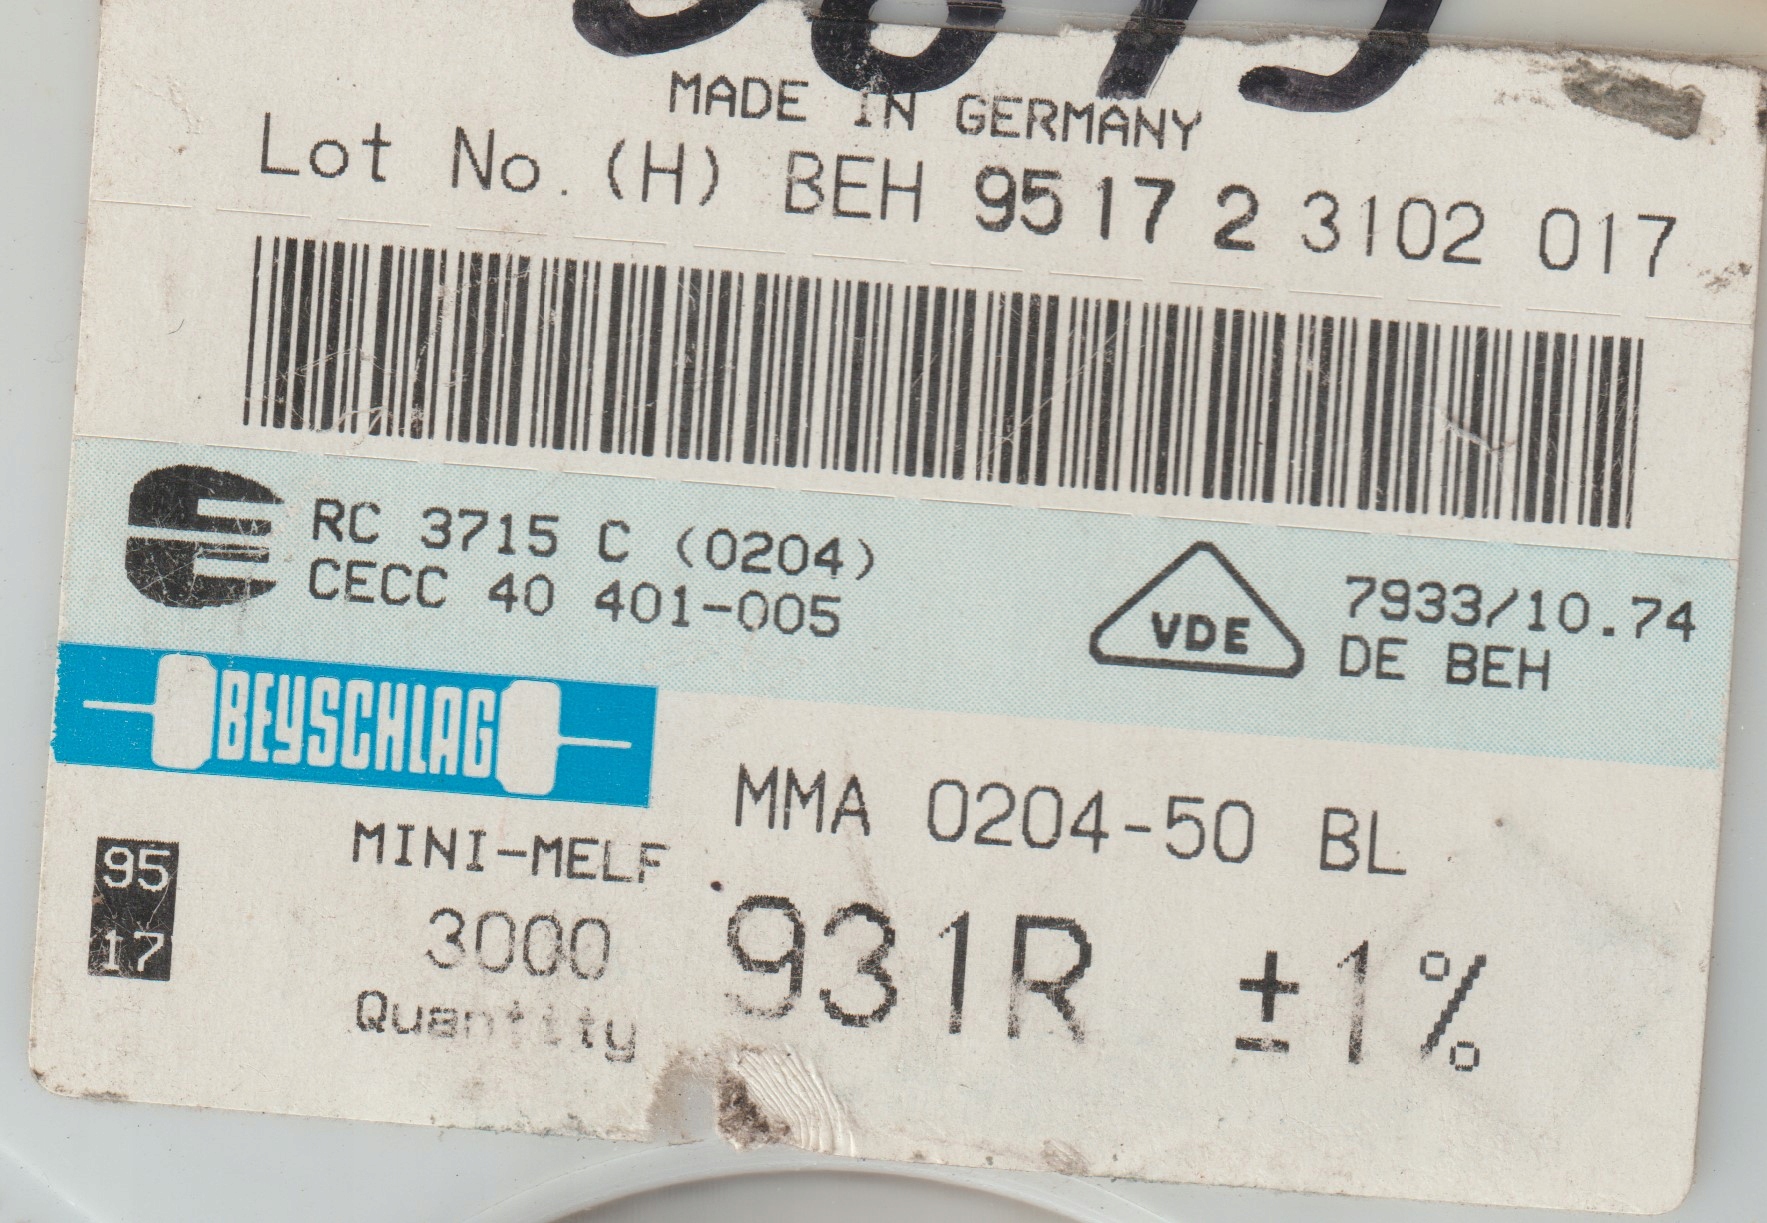 MADE IN GERMANY
Lot No. (H) BEH 95 17 2 3102 017
RC 3715 C (0204)
CECC 40 401-005
VDE
7933/10.74
DE BEH
BEYSCHLAG
MMA 0204-50 BL
MINI-MELF
95
17
3000
Quantity
931R ±1%